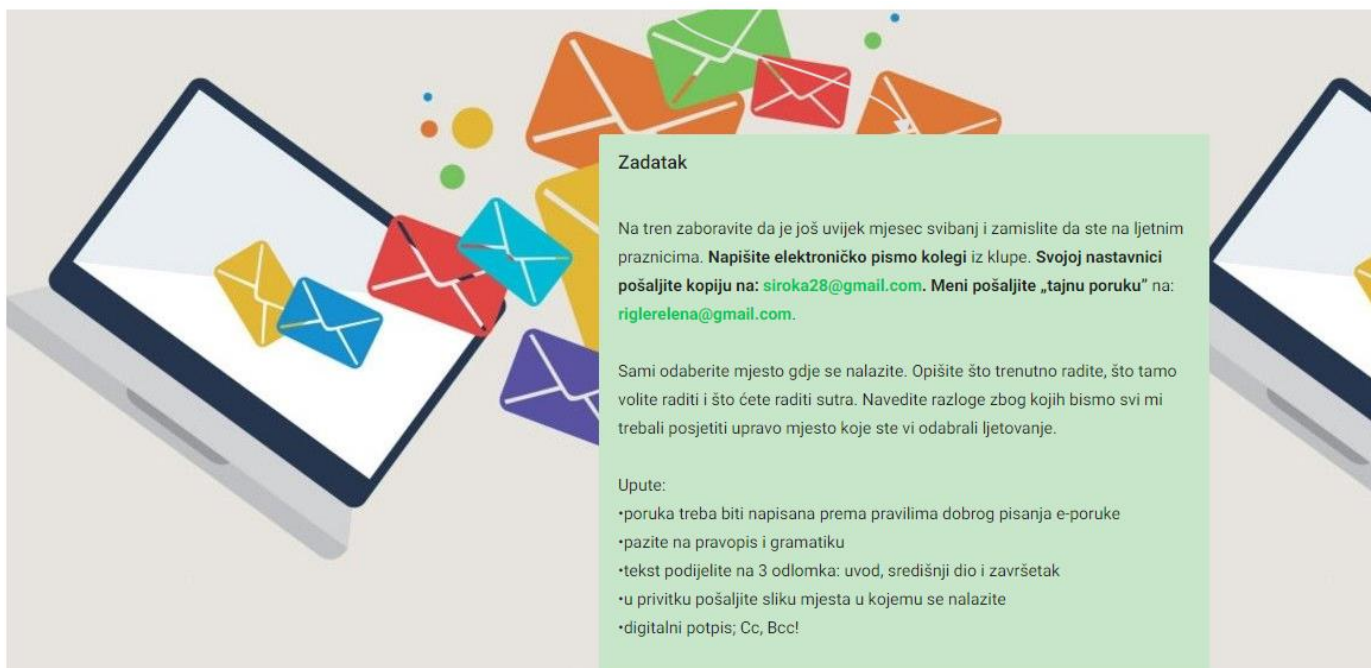 Zadatak
Na tren zaboravite da je još uvijek mjesec svibanj i zamislite da ste na ljetnim
praznicima. Napišite elektroničko pismo kolegi iz klupe. Svojoj nastavnici
pošaljite kopiju na: siroka28@gmail.com. Meni pošaljite „tajnu poruku” na:
riglerelena@gmail.com.
Sami odaberite mjesto gdje se nalazite. Opišite što trenutno radite, što tamo
volite raditi i što ćete raditi sutra. Navedite razloge zbog kojih bismo svi mi
trebali posjetiti upravo mjesto koje ste vi odabrali ljetovanje.
Upute:
•poruka treba biti napisana prema pravilima dobrog pisanja e-poruke
•pazite na pravopis i gramatiku
•tekst podijelite na 3 odlomka: uvod, središnji dio i završetak
•u privitku pošaljite sliku mjesta u kojemu se nalazite
•digitalni potpis; Cc, Bcc!